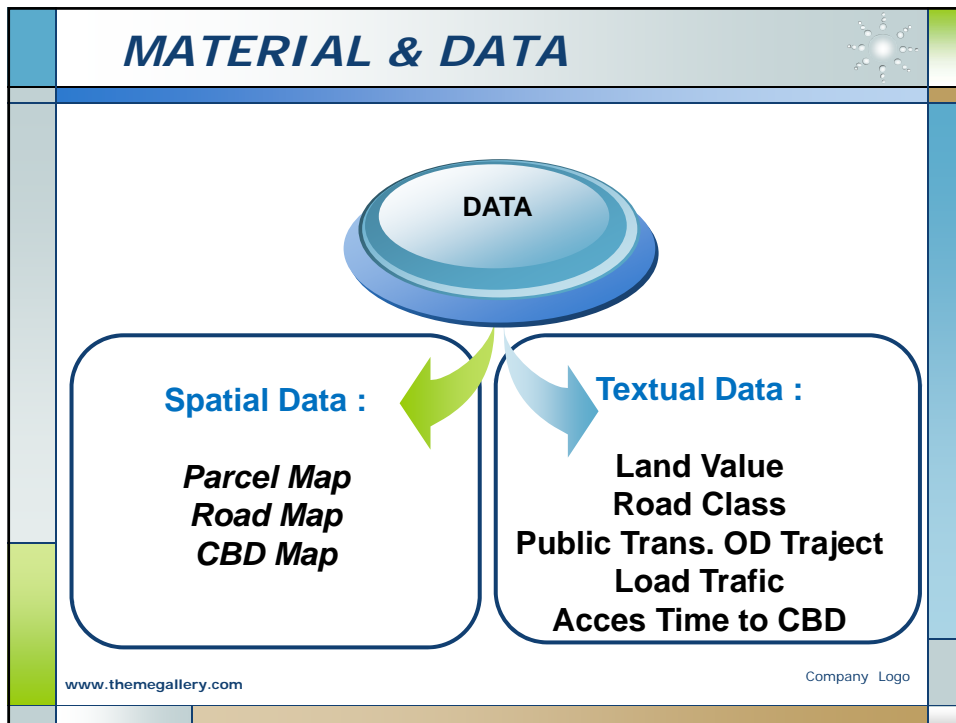 MATERIAL & DATA
DATA
Spatial Data :
Parcel Map
Road Map
CBD Map
Textual Data :
Land Value
Road Class
Public Trans. OD Traject
Load Trafic
Acces Time to CBD
www.themegallery.com
Company Logo